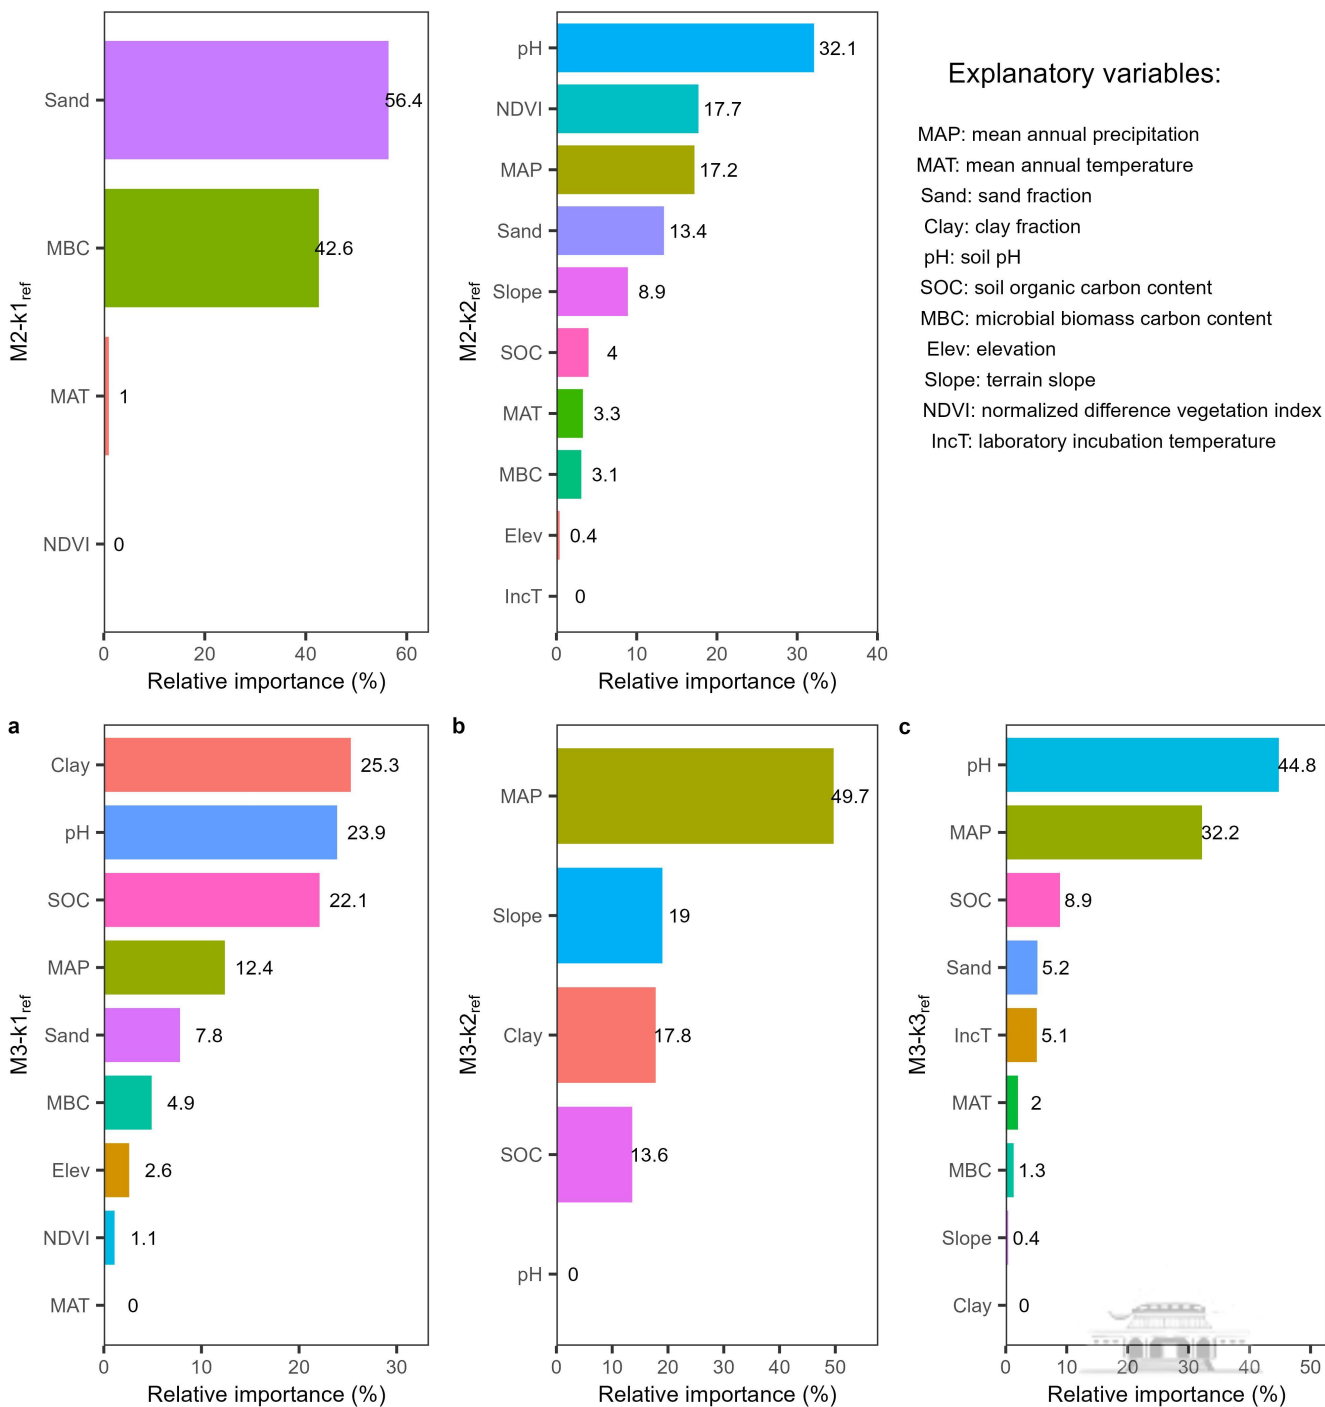 M2-k1ref
Sand
56.4
MBC
42.6
MAT
1
NDVI
0
0 20 40 60
Relative importance (%)
M2-k2ref
pH
32.1
NDVI
17.7
MAP
17.2
Sand
13.4
Slope
8.9
SOC
4
MAT
3.3
MBC
3.1
Elev
0.4
IncT
0
0 10 20 30 40
Relative importance (%)
Explanatory variables:
MAP: mean annual precipitation
MAT: mean annual temperature
Sand: sand fraction
Clay: clay fraction
pH: soil pH
SOC: soil organic carbon content
MBC: microbial biomass carbon content
Elev: elevation
Slope: terrain slope
NDVI: normalized difference vegetation index
IncT: laboratory incubation temperature
a
M3-k1ref
Clay
25.3
pH
23.9
SOC
22.1
MAP
12.4
Sand
7.8
MBC
4.9
Elev
2.6
NDVI
1.1
MAT
0
0 10 20 30
Relative importance (%)
b
M3-k2ref
MAP
49.7
Slope
19
Clay
17.8
SOC
13.6
pH
0
0 10 20 30 40 50
Relative importance (%)
c
M3-k3ref
pH
44.8
MAP
32.2
SOC
8.9
Sand
5.2
IncT
5.1
MAT
2
MBC
1.3
Slope
0.4
Clay
0
0 10 20 30 40 50
Relative importance (%)